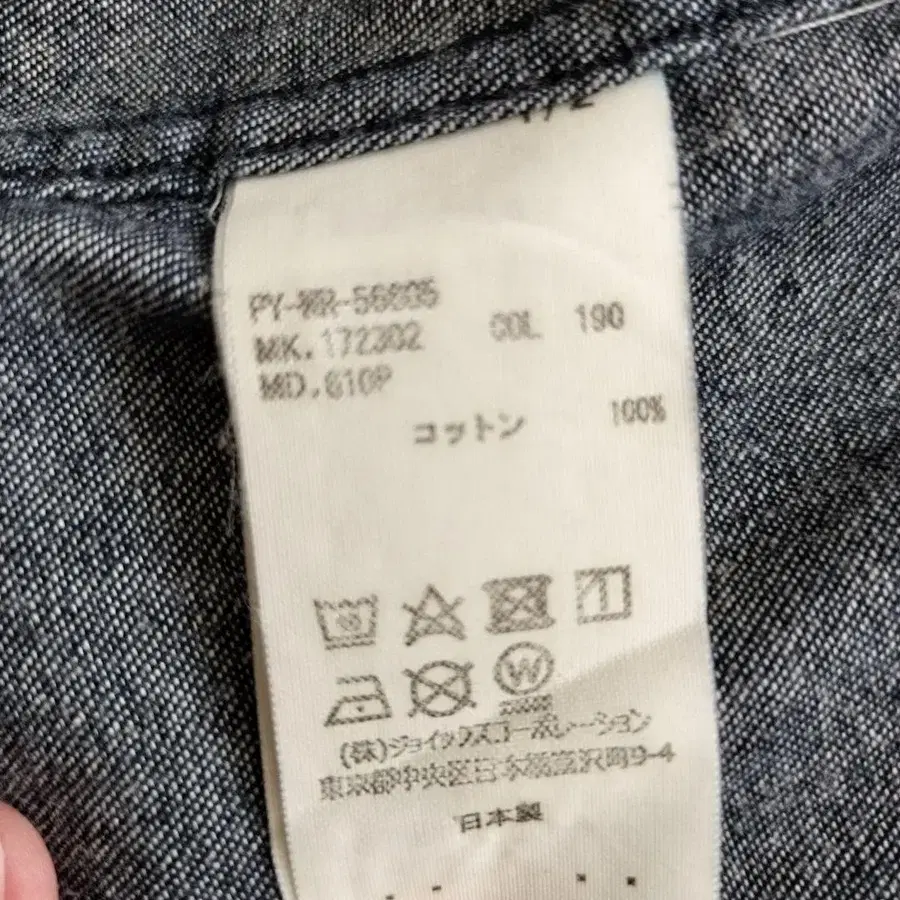 PY-WR-56805
MK.172302 COL 190
MD.G10P
コットン 100%
W
(株)ジョイックスコーポレーション
東京都中央区日本橋富沢町9-4
日本製